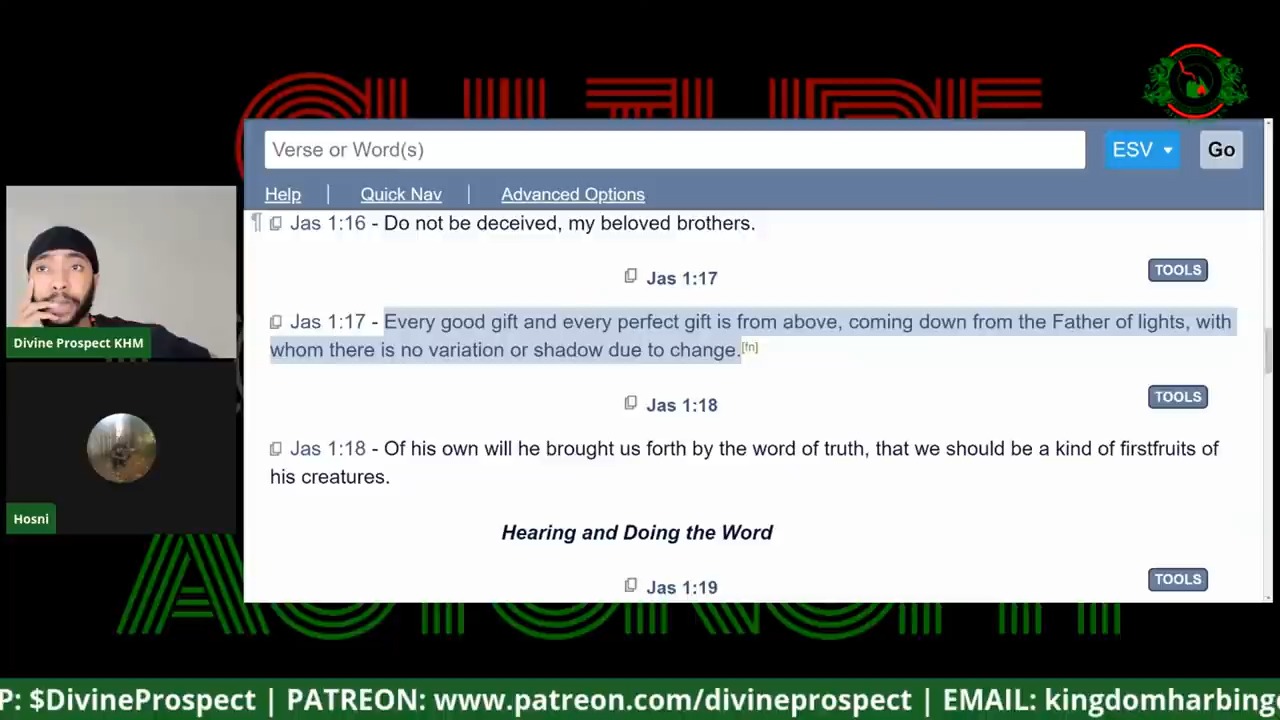 Verse or Word(s)
ESV
Go
Help | Quick Nav | Advanced Options
¶ Jas 1:16 - Do not be deceived, my beloved brothers.
Jas 1:17
TOOLS
Jas 1:17 - Every good gift and every perfect gift is from above, coming down from the Father of lights, with
whom there is no variation or shadow due to change.[fn]
Jas 1:18
TOOLS
Jas 1:18 - Of his own will he brought us forth by the word of truth, that we should be a kind of firstfruits of
his creatures.
Hearing and Doing the Word
Jas 1:19
TOOLS
Divine Prospect KHM
Hosni
P: $DivineProspect | PATREON: www.patreon.com/divineprospect | EMAIL: kingdomharbing